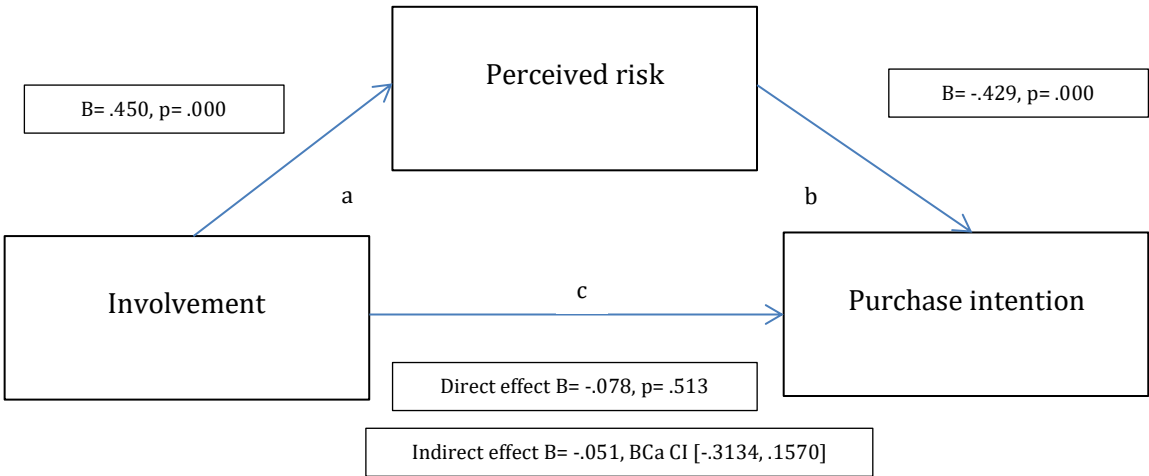 Perceived risk
B= .450, p= .000
B= -.429, p= .000
a
b
Involvement
c
Purchase intention
Direct effect B= -.078, p= .513
Indirect effect B= -.051, BCa CI [-.3134, .1570]